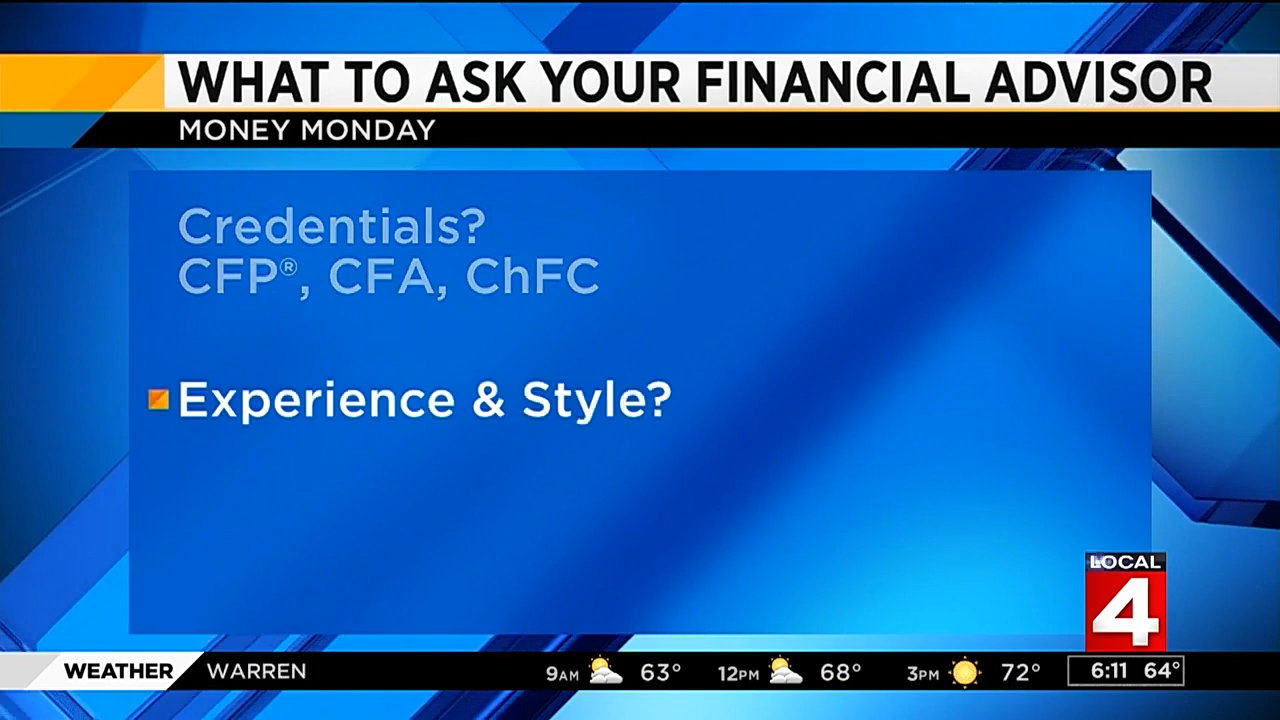 WHAT TO ASK YOUR FINANCIAL ADVISOR
MONEY MONDAY
Credentials?
CFP®, CFA, ChFC
Experience & Style?
LOCAL
4
WEATHER WARREN 9AM 63° 12PM 68° 3PM 72° 6:11 64°